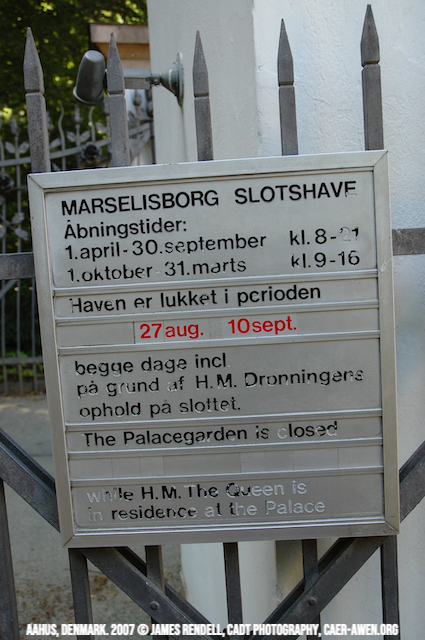 MARSELISBORG SLOTSHAVE
Åbningstider:
1.april-30.september kl.8-21
1.oktober-31.marts kl.9-16
Haven er lukket i perioden
27aug. 10sept.
begge dage incl
på grund af H.M. Dronningens
ophold på slottet.
The Palacegarden is closed
while H.M. The Queen is
in residence at the Palace
AAHUS, DENMARK. 2007 © JAMES RENDELL, CADT PHOTOGRAPHY, CAER-AWEN.ORG